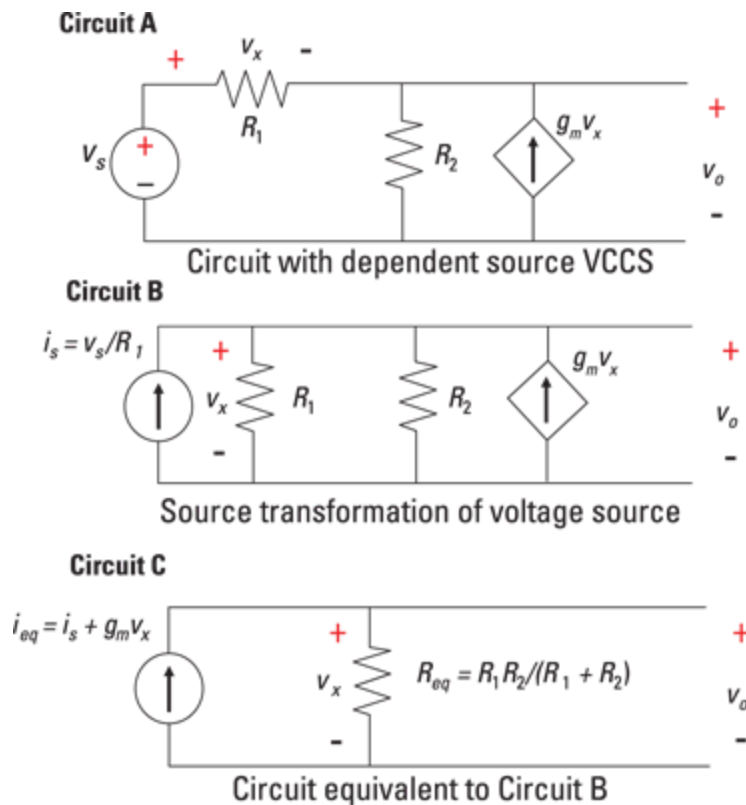 Circuit A
+ vₓ -
R₁
Vₛ + −
R₂
gₘvₓ
+
vₒ
-
Circuit with dependent source VCCS
Circuit B
iₛ = vₛ/R₁
+
vₓ
-
R₁
R₂
gₘvₓ
+
vₒ
-
Source transformation of voltage source
Circuit C
i_eq = iₛ + gₘvₓ
+
vₓ
-
R_eq = R₁R₂/(R₁ + R₂)
+
vₒ
-
Circuit equivalent to Circuit B